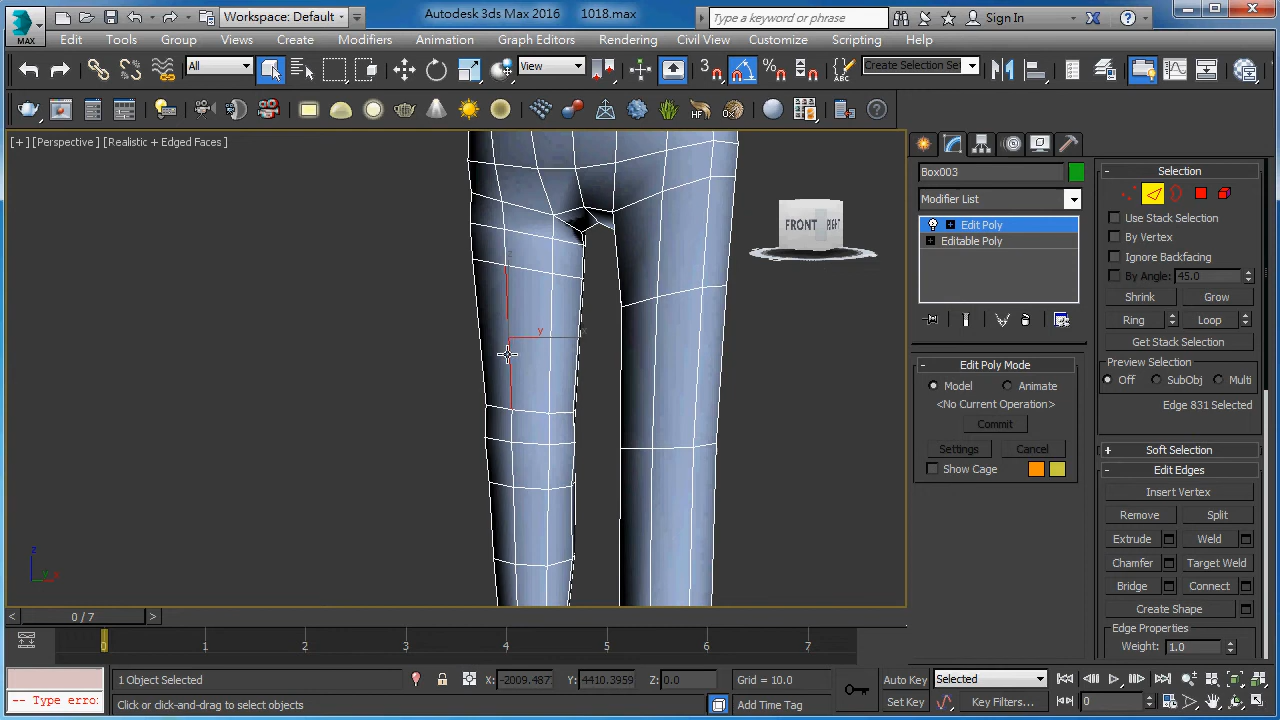 Autodesk 3ds Max 2016 1018.max
Workspace: Default
Type a keyword or phrase
Sign In
MAX
Edit Tools Group Views Create Modifiers Animation Graph Editors Rendering Civil View Customize Scripting Help
All
View
3
Create Selection Se
[+] [Perspective] [Realistic + Edged Faces]
FRONT
z
y
x
Box003
Modifier List
Edit Poly
Editable Poly
Edit Poly Mode
Model Animate
<No Current Operation>
Commit
Settings Cancel
Show Cage
Selection
Use Stack Selection
By Vertex
Ignore Backfacing
By Angle: 45.0
Shrink Grow
Ring Loop
Get Stack Selection
Preview Selection
Off SubObj Multi
Edge 831 Selected
Soft Selection
Edit Edges
Insert Vertex
Remove Split
Extrude Weld
Chamfer Target Weld
Bridge Connect
Create Shape
Edge Properties
Weight: 1.0
z
0 / 7
0 1 2 3 4 5 6 7
-- Type erro:
1 Object Selected
X: -2009.487 Y: 4410.3959 Z: 0.0
Grid = 10.0
Click or click-and-drag to select objects
Add Time Tag
Auto Key Selected
Set Key Key Filters...
0